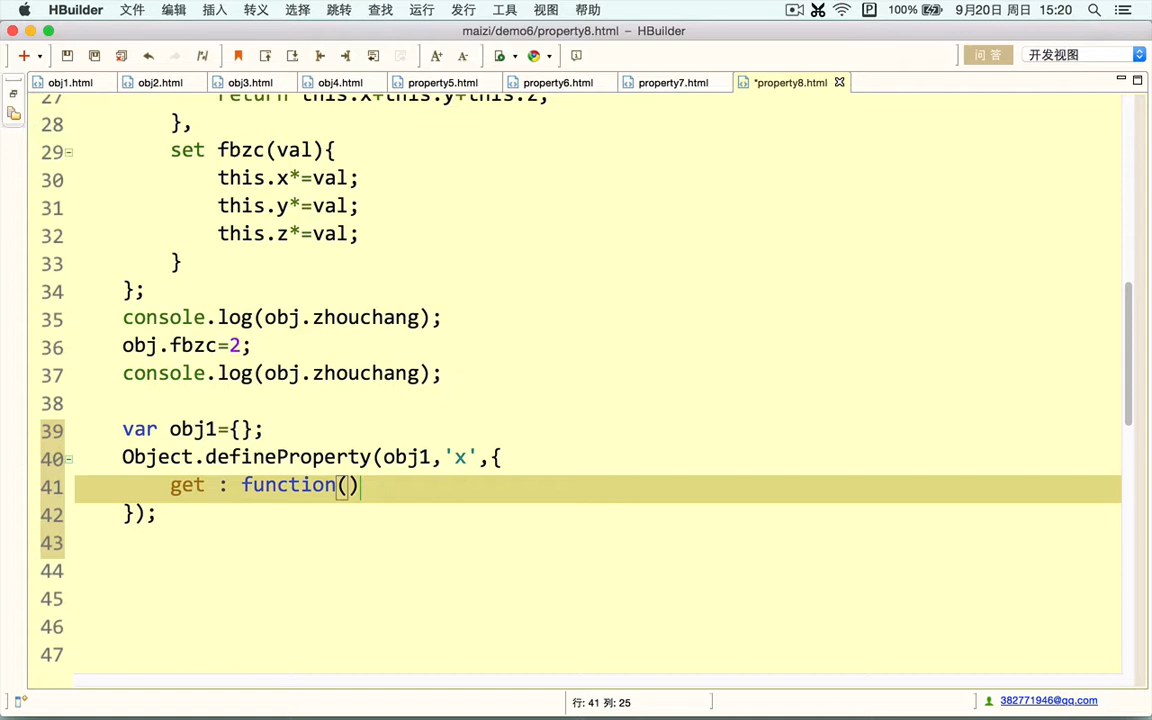 HBuilder 文件 编辑 插入 转义 选择 跳转 查找 运行 发行 工具 视图 帮助 100% 9月20日 周日 15:20
maizi/demo6/property8.html – HBuilder
问答 开发视图
obj1.html obj2.html obj3.html obj4.html property5.html property6.html property7.html *property8.html
27 return this.x+this.y+this.z;
28 },
29 set fbzc(val){
30 this.x*=val;
31 this.y*=val;
32 this.z*=val;
33 }
34 };
35 console.log(obj.zhouchang);
36 obj.fbzc=2;
37 console.log(obj.zhouchang);
38
39 var obj1={};
40 Object.defineProperty(obj1,'x',{
41 get : function()
42 });
43
44
45
46
47
行: 41 列: 25
382771946@qq.com